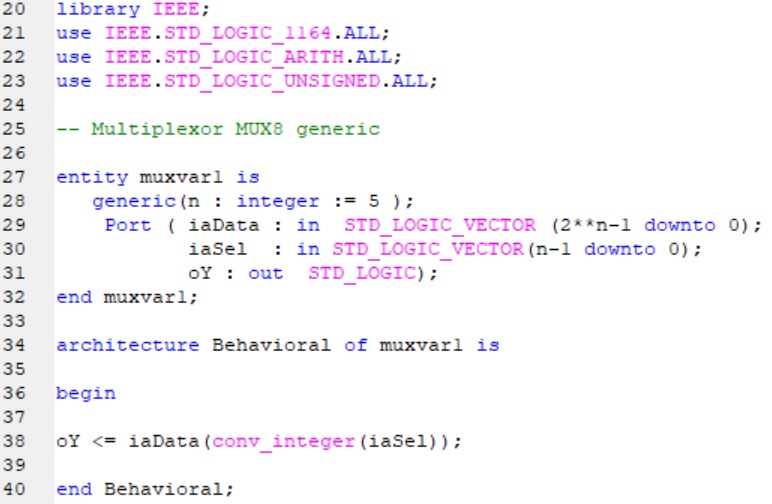 20 library IEEE;
21 use IEEE.STD_LOGIC_1164.ALL;
22 use IEEE.STD_LOGIC_ARITH.ALL;
23 use IEEE.STD_LOGIC_UNSIGNED.ALL;
24
25 -- Multiplexor MUX8 generic
26
27 entity muxvar1 is
28    generic(n : integer := 5 );
29     Port ( iaData : in  STD_LOGIC_VECTOR (2**n-1 downto 0);
30            iaSel  : in STD_LOGIC_VECTOR(n-1 downto 0);
31            oY : out  STD_LOGIC);
32 end muxvar1;
33
34 architecture Behavioral of muxvar1 is
35
36 begin
37
38 oY <= iaData(conv_integer(iaSel));
39
40 end Behavioral;